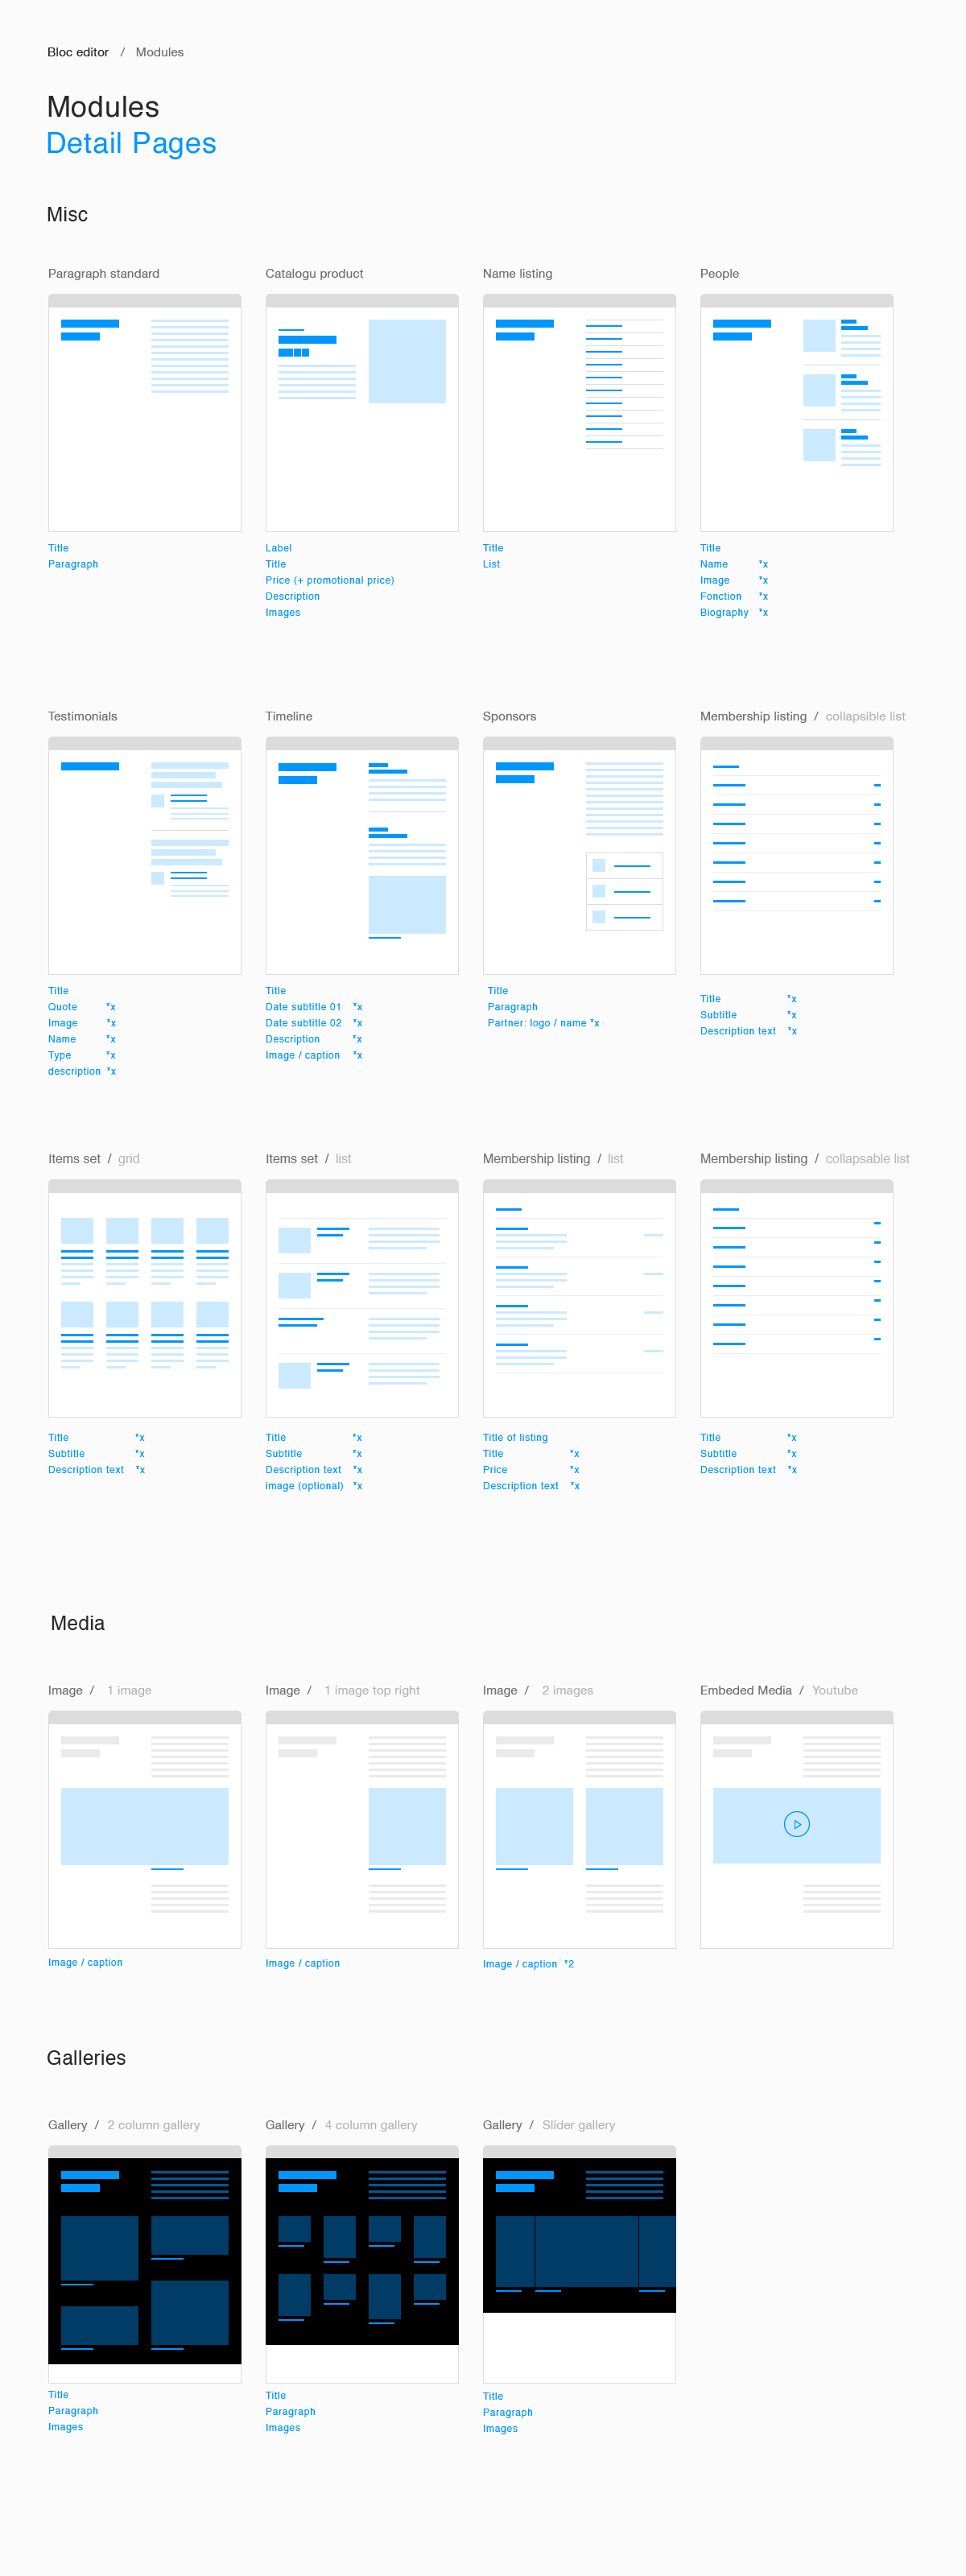 Bloc editor / Modules
Modules
Detail Pages
Misc
Paragraph standard
Catalogu product
Name listing
People
Title
Paragraph
Label
Title
Price (+ promotional price)
Description
Images
Title
List
Title
Name *x
Image *x
Fonction *x
Biography *x
Testimonials
Timeline
Sponsors
Membership listing / collapsible list
Title
Quote *x
Image *x
Name *x
Type *x
description *x
Title
Date subtitle 01 *x
Date subtitle 02 *x
Description *x
Image / caption *x
Title
Paragraph
Partner: logo / name *x
Title *x
Subtitle *x
Description text *x
Items set / grid
Items set / list
Membership listing / list
Membership listing / collapsable list
Title *x
Subtitle *x
Description text *x
Title *x
Subtitle *x
Description text *x
image (optional) *x
Title of listing
Title *x
Price *x
Description text *x
Title *x
Subtitle *x
Description text *x
Media
Image / 1 image
Image / 1 image top right
Image / 2 images
Embeded Media / Youtube
Image / caption
Image / caption
Image / caption *2
Galleries
Gallery / 2 column gallery
Gallery / 4 column gallery
Gallery / Slider gallery
Title
Paragraph
Images
Title
Paragraph
Images
Title
Paragraph
Images